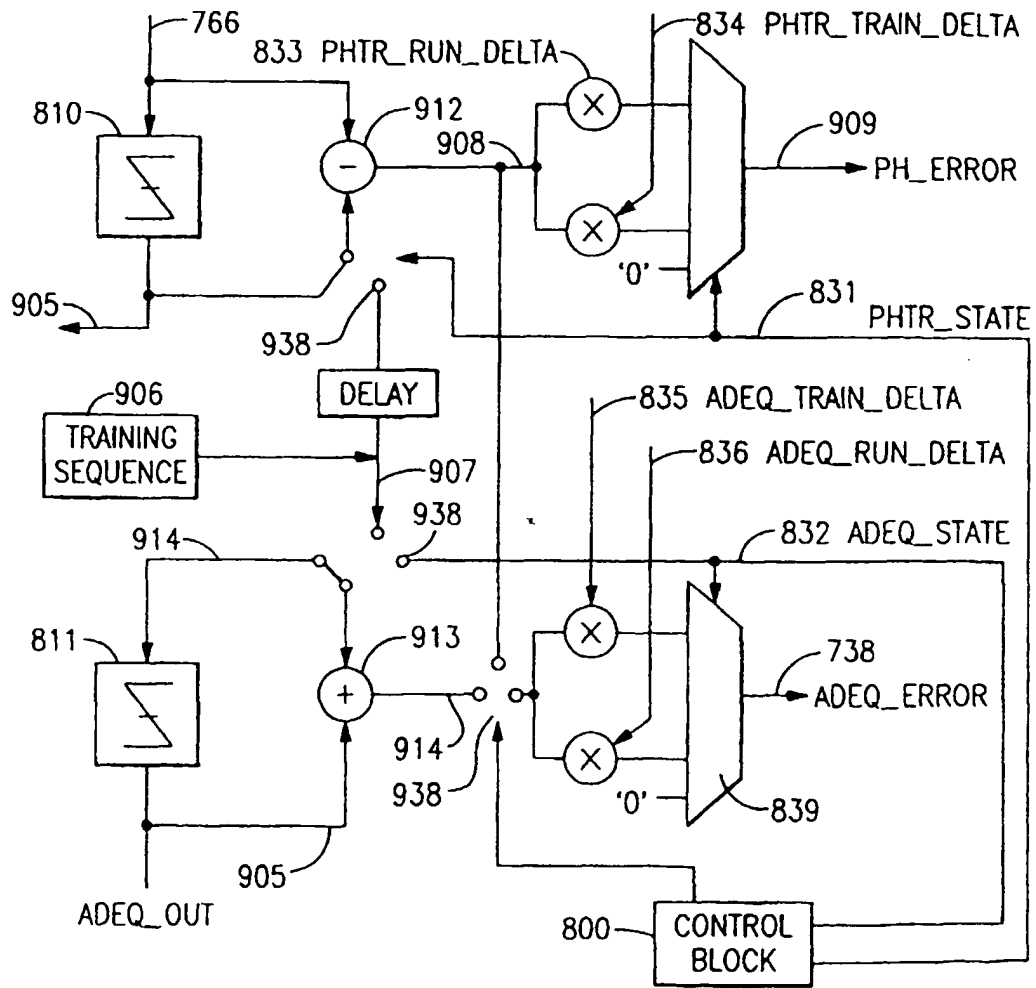 766
833 PHTR_RUN_DELTA
834 PHTR_TRAIN_DELTA
810
912
908
X
909
−
PH_ERROR
X
'0'
905
938
831
PHTR_STATE
DELAY
906
TRAINING
SEQUENCE
907
835 ADEQ_TRAIN_DELTA
836 ADEQ_RUN_DELTA
914
938
832 ADEQ_STATE
811
913
X
738
+
ADEQ_ERROR
914
X
938
'0'
839
905
ADEQ_OUT
800
CONTROL
BLOCK